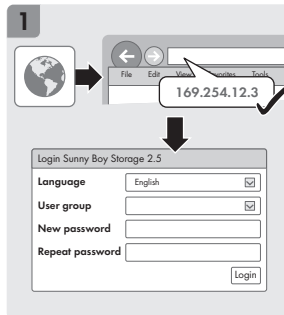 1
File Edit View Favorites Tools
169.254.12.3
Login Sunny Boy Storage 2.5
Language English
User group
New password
Repeat password
Login